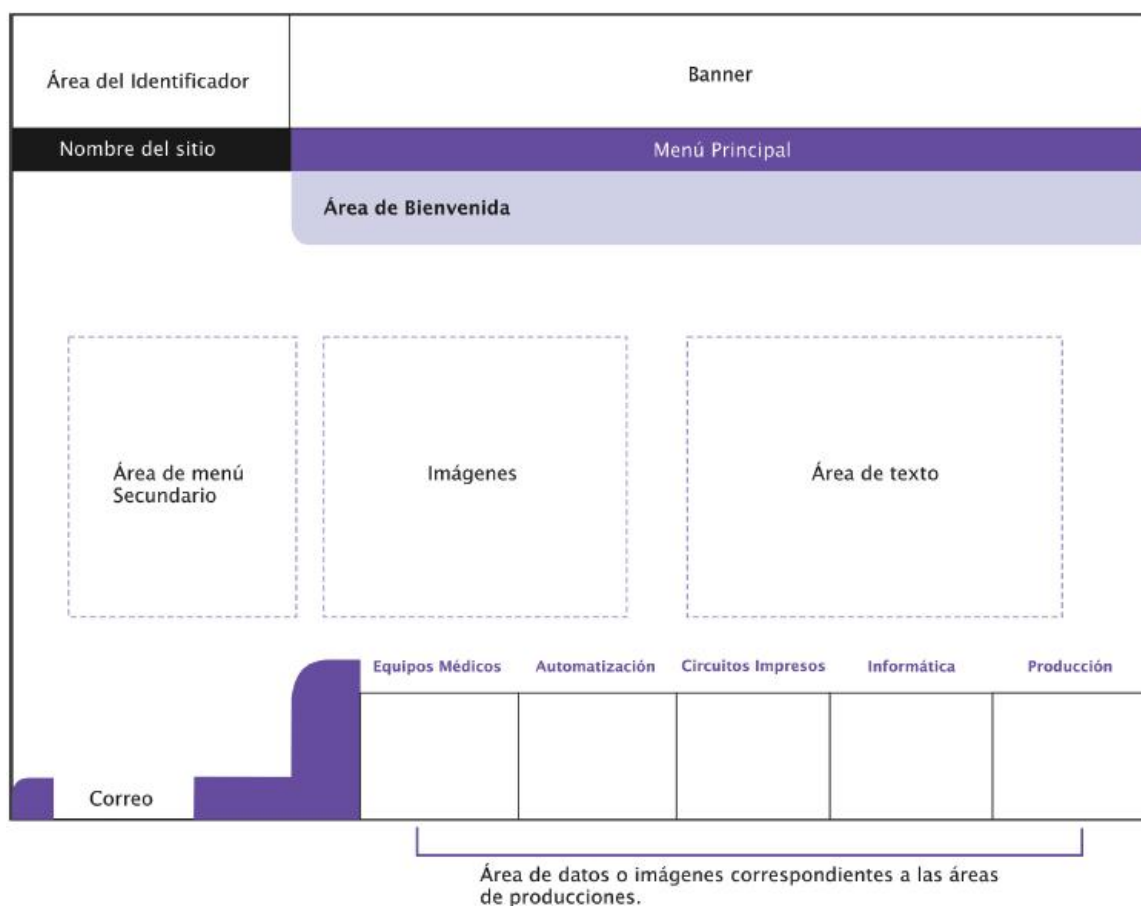 Área del Identificador
Banner
Nombre del sitio
Menú Principal
Área de Bienvenida
Área de menú
Secundario
Imágenes
Área de texto
Equipos Médicos
Automatización
Circuitos Impresos
Informática
Producción
Correo
Área de datos o imágenes correspondientes a las áreas
de producciones.